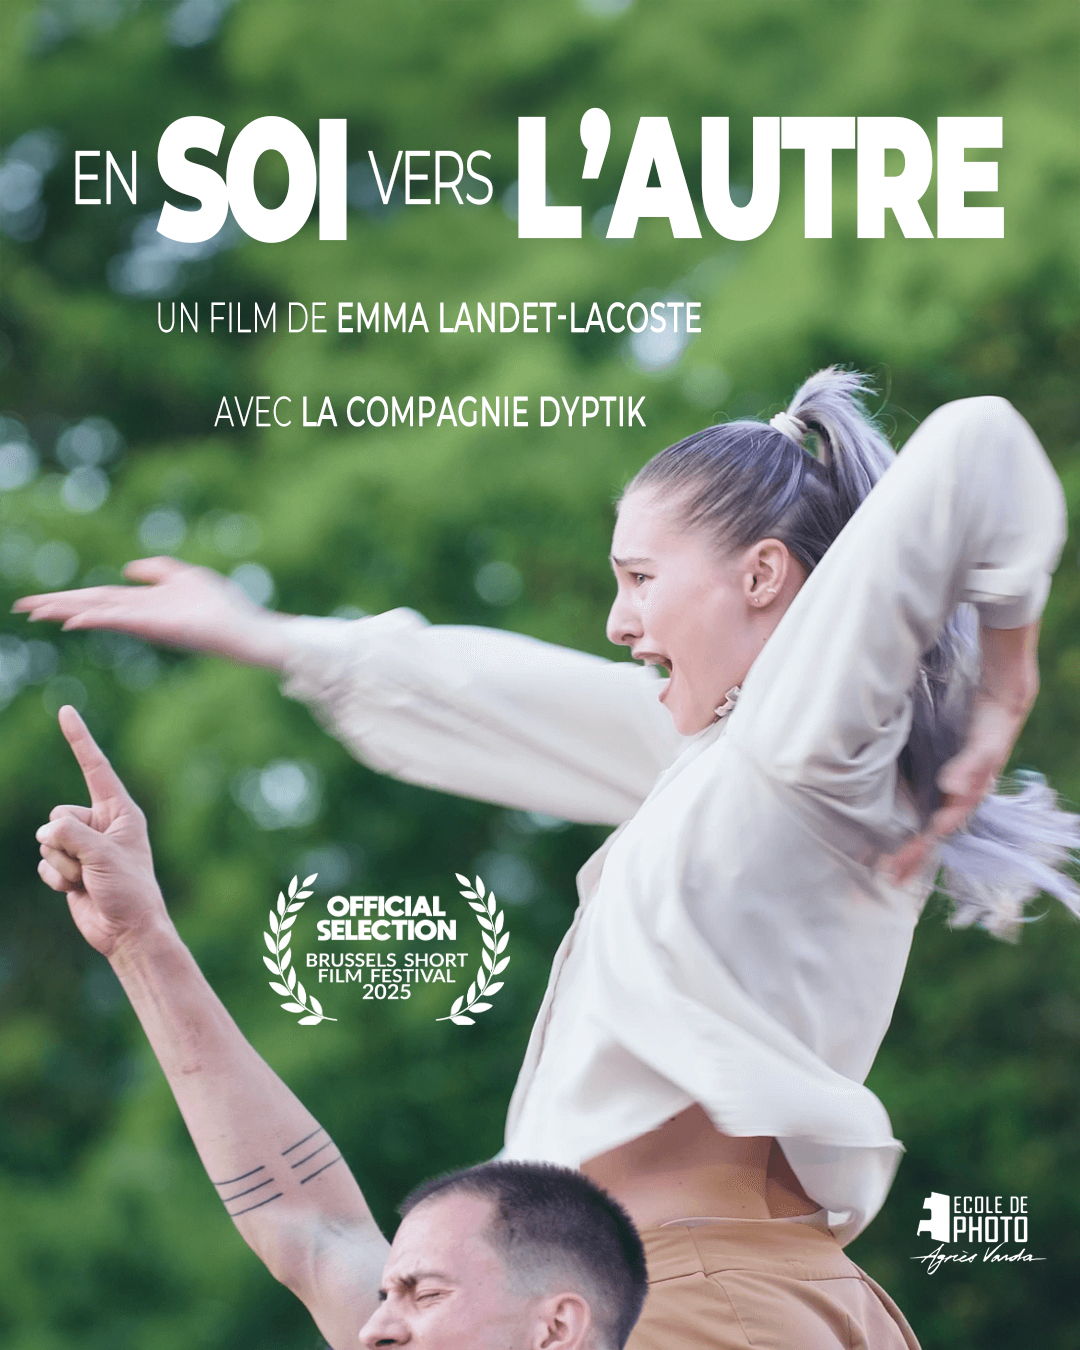 EN SOI VERS L'AUTRE
UN FILM DE EMMA LANDET-LACOSTE
AVEC LA COMPAGNIE DYPTIK
OFFICIAL
SELECTION
BRUSSELS SHORT
FILM FESTIVAL
2025
ECOLE DE
PHOTO
Agnès Varda